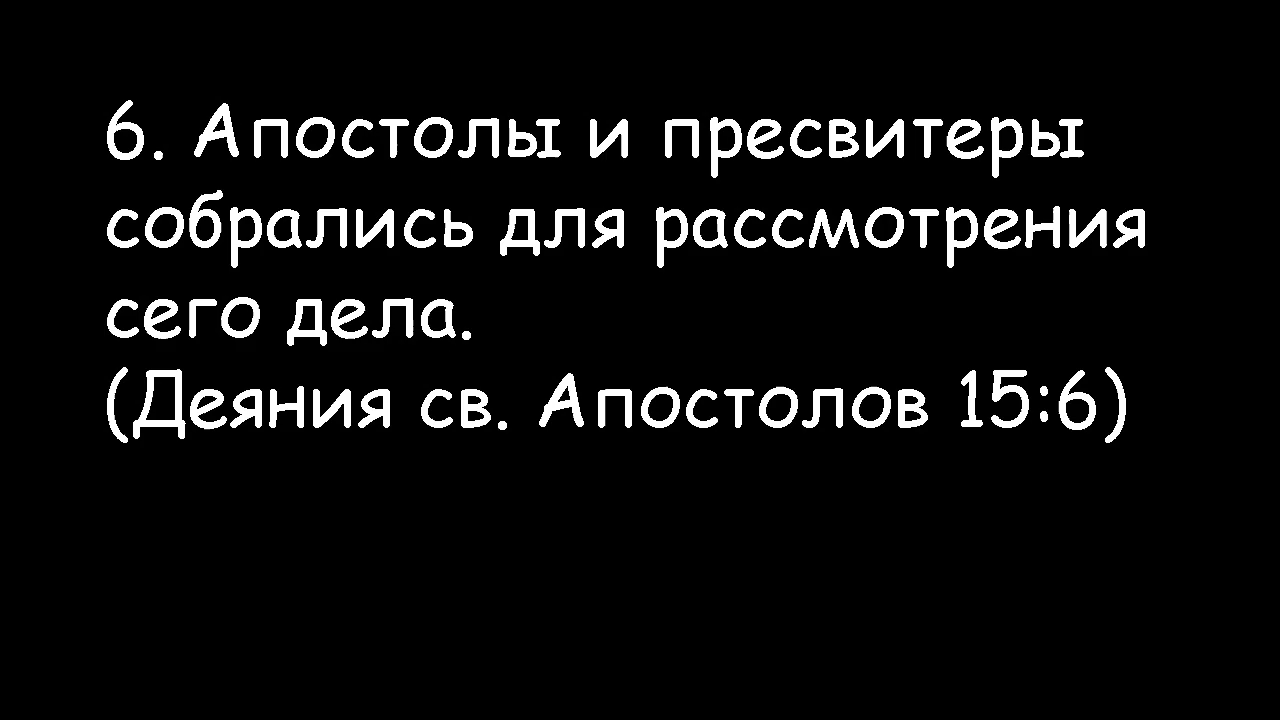 6. Апостолы и пресвитеры
собрались для рассмотрения
сего дела.
(Деяния св. Апостолов 15:6)